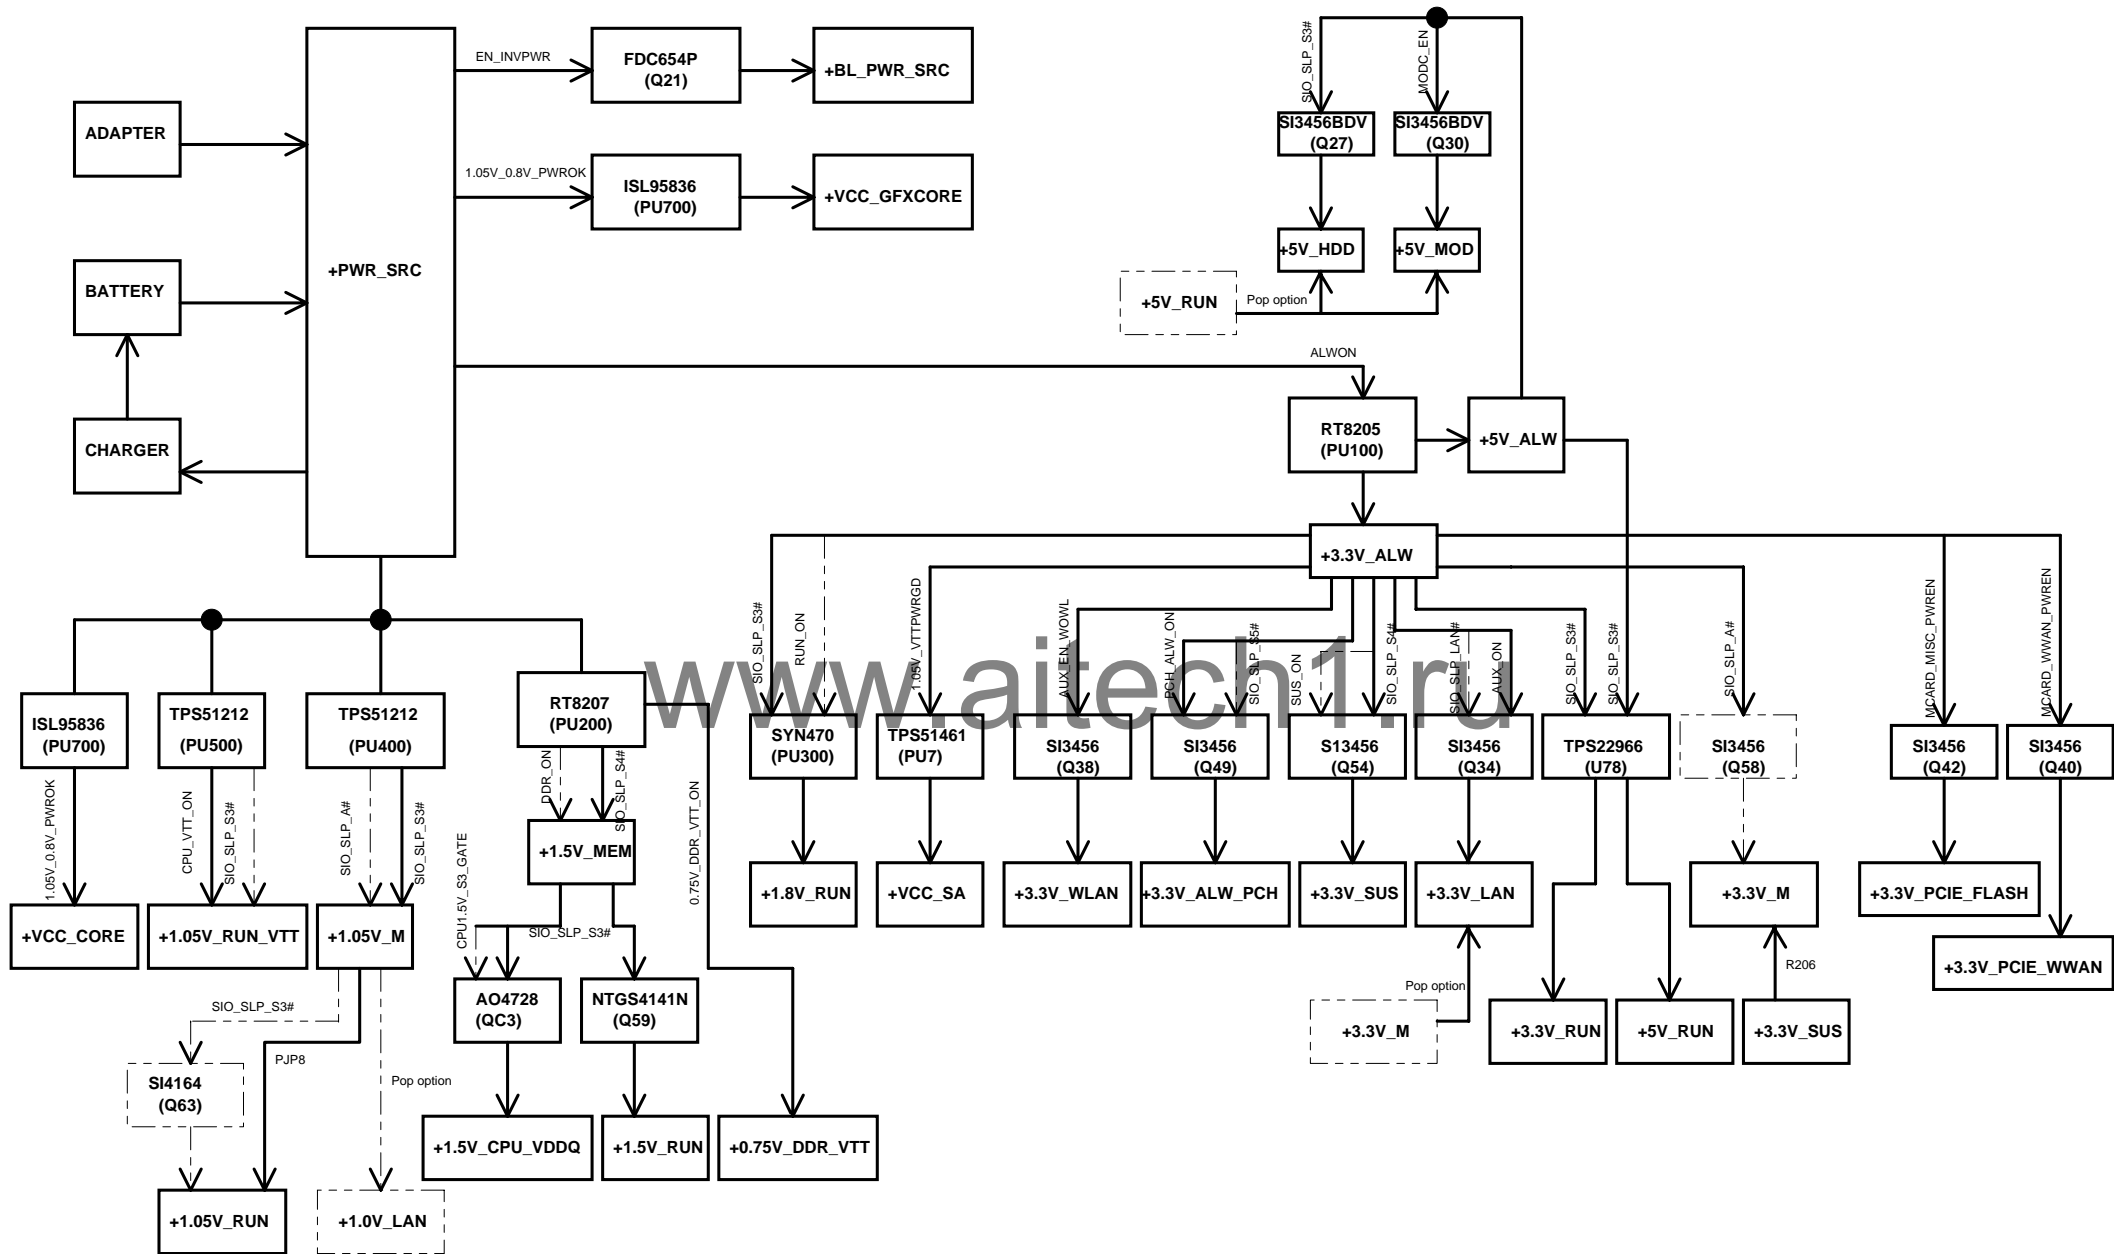 ADAPTER
BATTERY
CHARGER
+PWR_SRC
EN_INVPWR
FDC654P
(Q21)
+BL_PWR_SRC
1.05V_0.8V_PWROK
ISL95836
(PU700)
+VCC_GFXCORE
SIO_SLP_S3#
MODC_EN
SI3456BDV
(Q27)
SI3456BDV
(Q30)
+5V_HDD
+5V_MOD
+5V_RUN
Pop option
ALWON
RT8205
(PU100)
+5V_ALW
+3.3V_ALW
SIO_SLP_S3#
RUN_ON
1.05V_VTTPWRGD
AUX_EN_WOWL
PCH_ALW_ON
SIO_SLP_S5#
SUS_ON
SIO_SLP_S4#
SIO_SLP_LAN#
AUX_ON
SIO_SLP_S3#
SIO_SLP_S3#
SIO_SLP_A#
MCARD_MISC_PWREN
MCARD_WWAN_PWREN
www.aitech1.ru
ISL95836
(PU700)
TPS51212
(PU500)
TPS51212
(PU400)
RT8207
(PU200)
SYN470
(PU300)
TPS51461
(PU7)
SI3456
(Q38)
SI3456
(Q49)
S13456
(Q54)
SI3456
(Q34)
TPS22966
(U78)
SI3456
(Q58)
SI3456
(Q42)
SI3456
(Q40)
1.05V_0.8V_PWROK
CPU_VTT_ON
SIO_SLP_S3#
SIO_SLP_A#
SIO_SLP_S3#
DDR_ON
SIO_SLP_S4#
0.75V_DDR_VTT_ON
+1.5V_MEM
CPU1.5V_S3_GATE
SIO_SLP_S3#
+VCC_CORE
+1.05V_RUN_VTT
+1.05V_M
+1.8V_RUN
+VCC_SA
+3.3V_WLAN
+3.3V_ALW_PCH
+3.3V_SUS
+3.3V_LAN
+3.3V_M
+3.3V_PCIE_FLASH
+3.3V_PCIE_WWAN
R206
Pop option
+3.3V_M
+3.3V_RUN
+5V_RUN
+3.3V_SUS
AO4728
(QC3)
NTGS4141N
(Q59)
SIO_SLP_S3#
PJP8
SI4164
(Q63)
Pop option
+1.5V_CPU_VDDQ
+1.5V_RUN
+0.75V_DDR_VTT
+1.05V_RUN
+1.0V_LAN